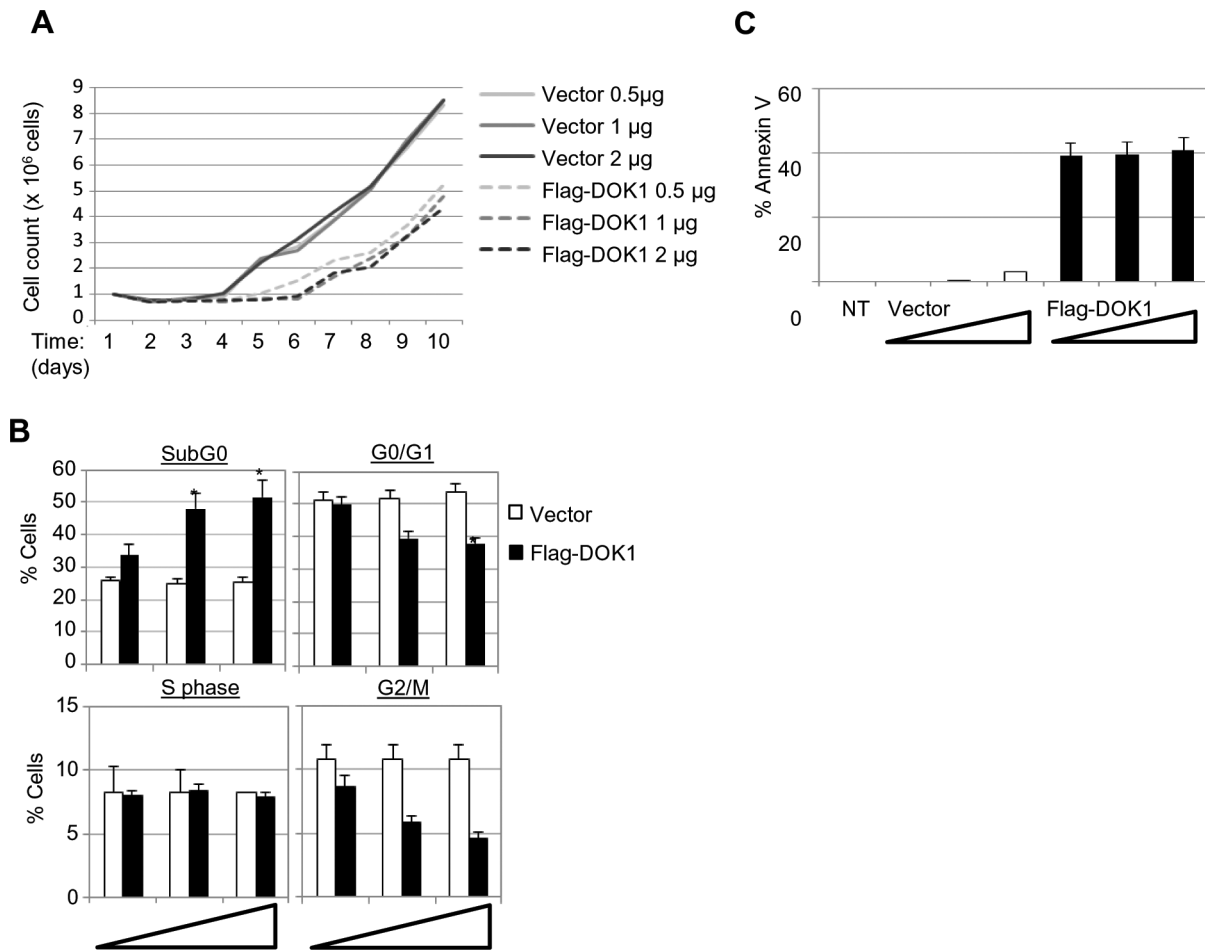 A
9
8
7
6
5
4
3
2
1
0
Cell count (x 10⁶ cells)
Time: 1 2 3 4 5 6 7 8 9 10
(days)
Vector 0.5µg
Vector 1 µg
Vector 2 µg
Flag-DOK1 0.5 µg
Flag-DOK1 1 µg
Flag-DOK1 2 µg
C
60
40
20
0
% Annexin V
NT Vector Flag-DOK1
B
SubG0 G0/G1
60
50
40
30
20
10
0
% Cells
* *
*
Vector
Flag-DOK1
S phase G2/M
15
10
5
0
% Cells